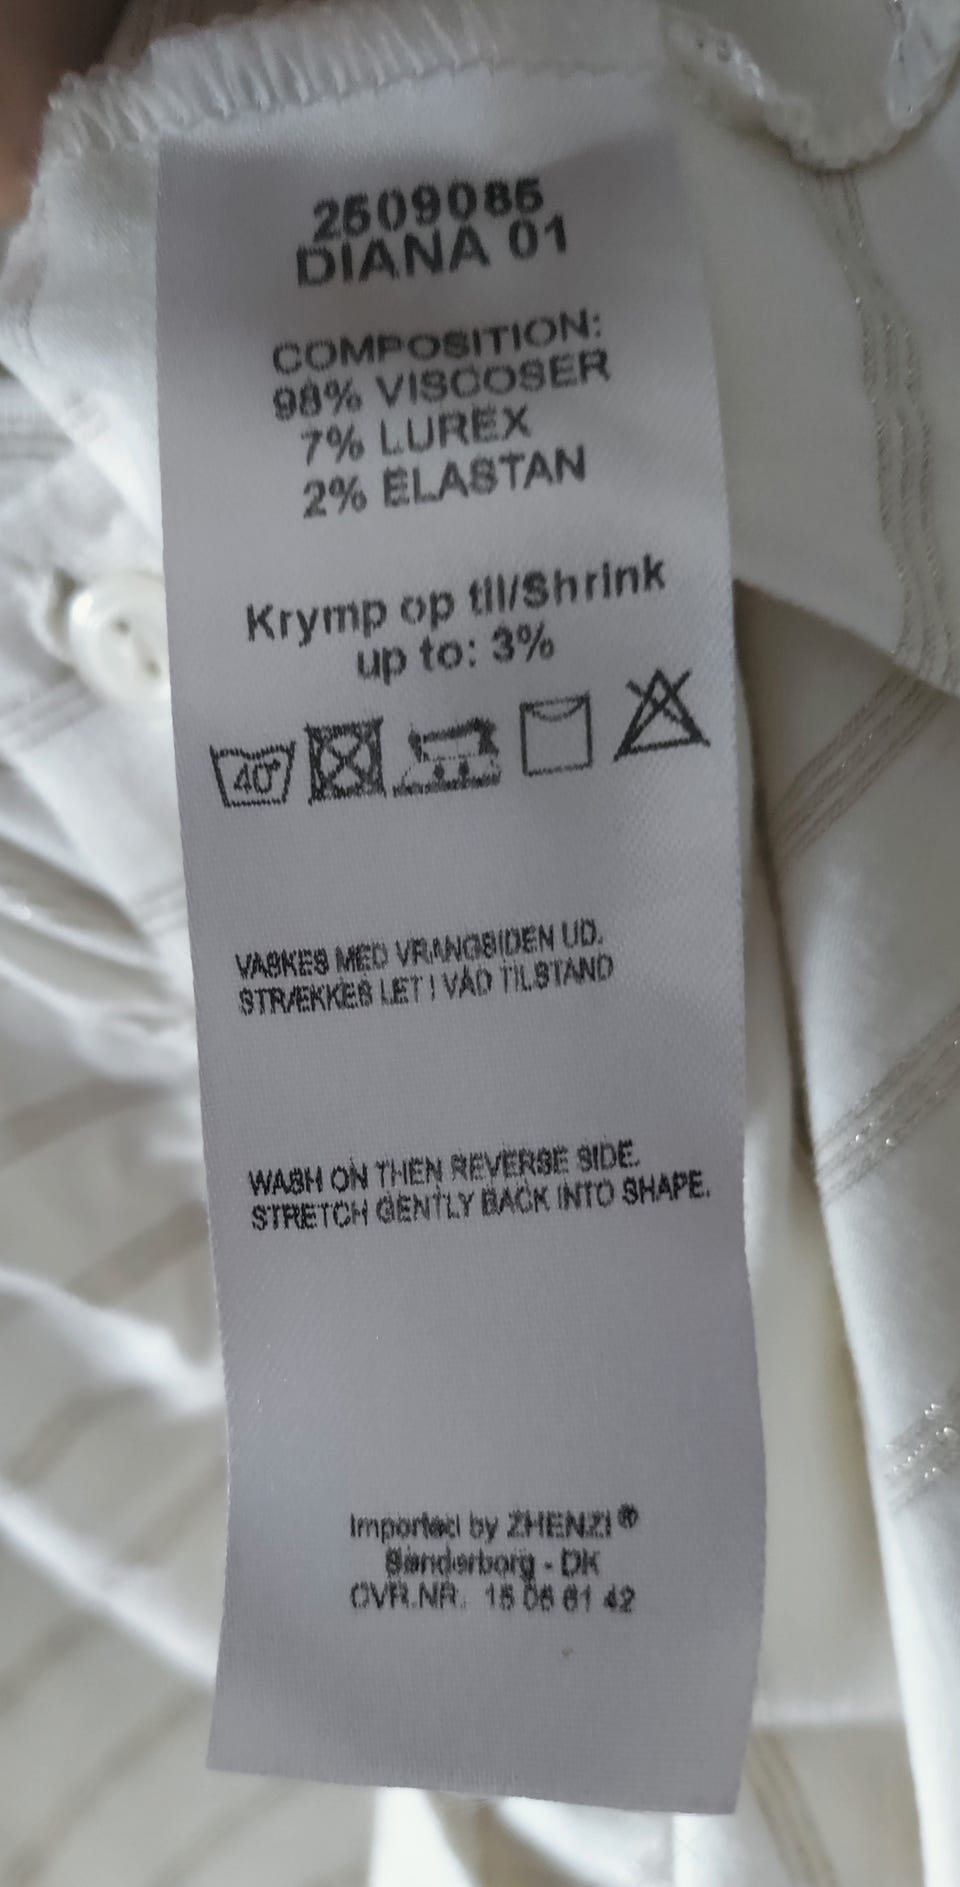 2509085
DIANA 01
COMPOSITION:
98% VISCOSER
7% LUREX
2% ELASTAN
Krymp op til/Shrink
up to: 3%
40°
VASKES MED VRANGSIDEN UD.
STRÆKKES LET I VÅD TILSTAND
WASH ON THEN REVERSE SIDE.
STRETCH GENTLY BACK INTO SHAPE.
Imported by ZHENZI®
Sønderborg - DK
CVR.NR. 15 06 61 42